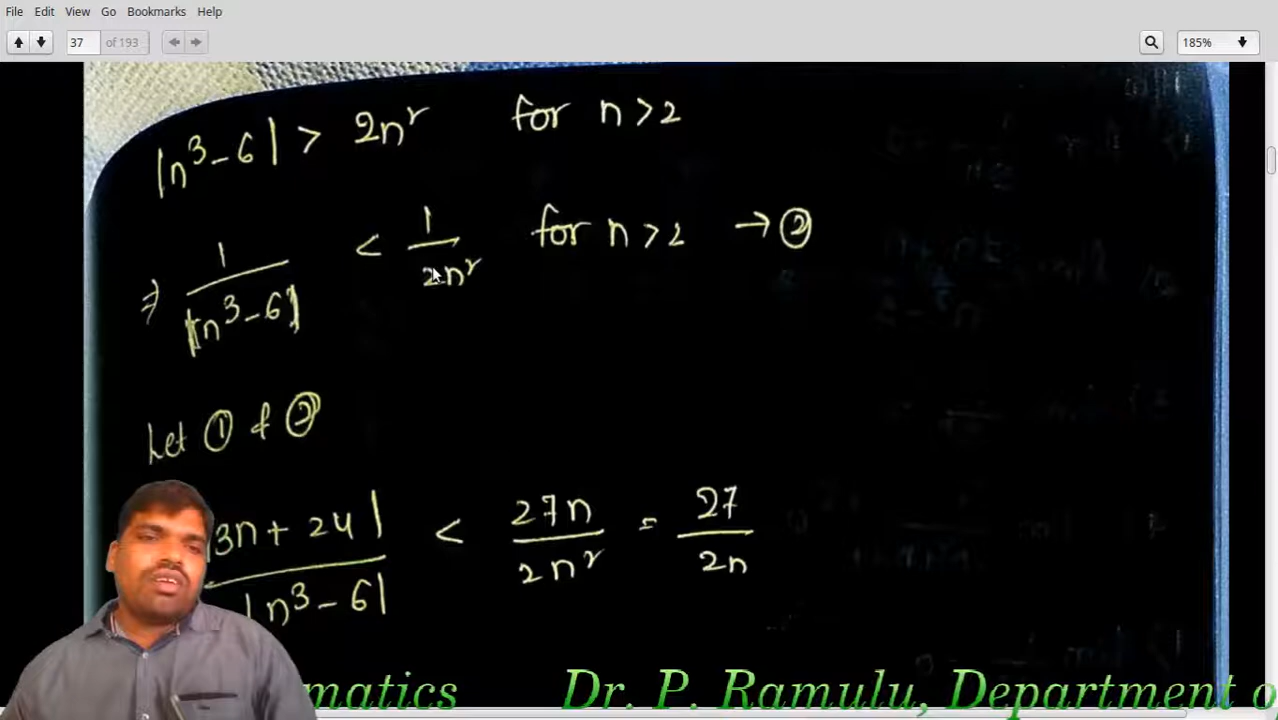 File Edit View Go Bookmarks Help
37 of 193 185%
|n³-6| > 2n² for n>2
⇒ 1/|n³-6| < 1/2n² for n>2 → ②
Let ① & ②
|3n+24|/|n³-6| < 27n/2n² = 27/2n
matics Dr. P. Ramulu, Department o